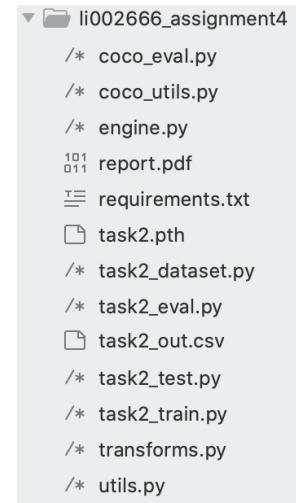 li002666_assignment4
/* coco_eval.py
/* coco_utils.py
/* engine.py
101 011 report.pdf
requirements.txt
task2.pth
/* task2_dataset.py
/* task2_eval.py
task2_out.csv
/* task2_test.py
/* task2_train.py
/* transforms.py
/* utils.py